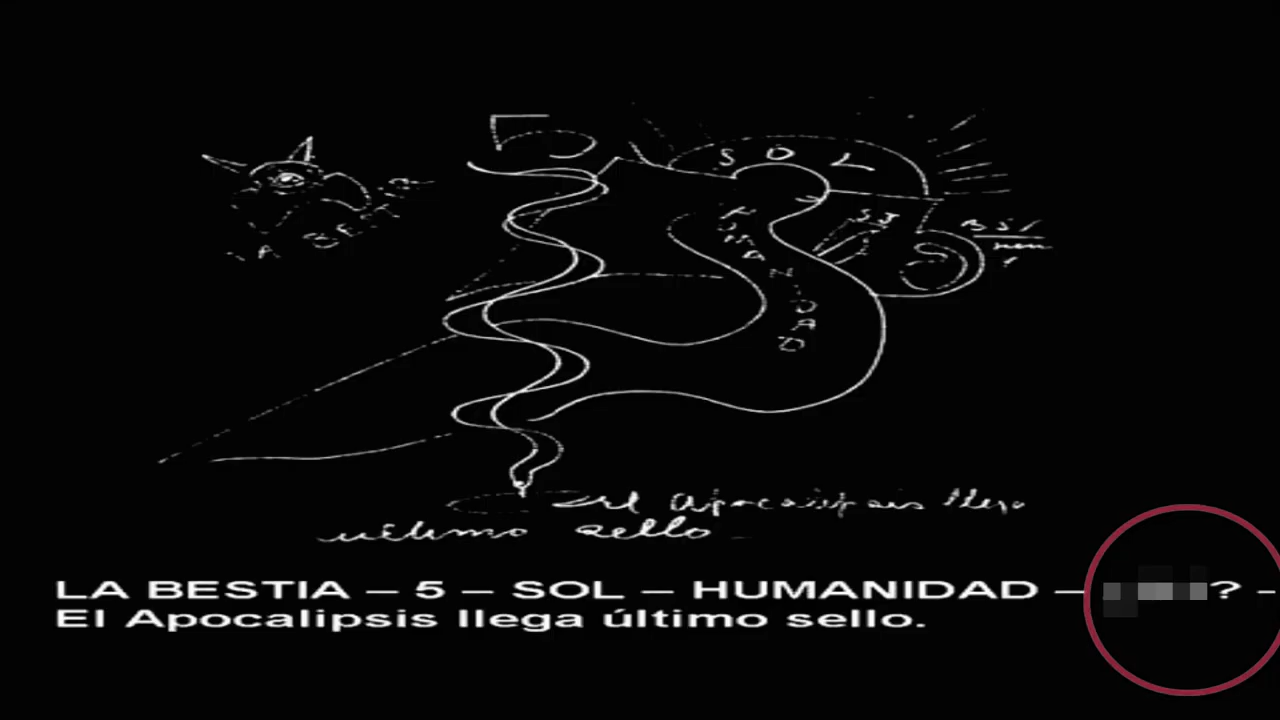 5
SOL
LA BESTIA
HUMANIDAD
El Apocalipsis llega
ultimo sello
LA BESTIA – 5 – SOL – HUMANIDAD – ? -
El Apocalipsis llega último sello.